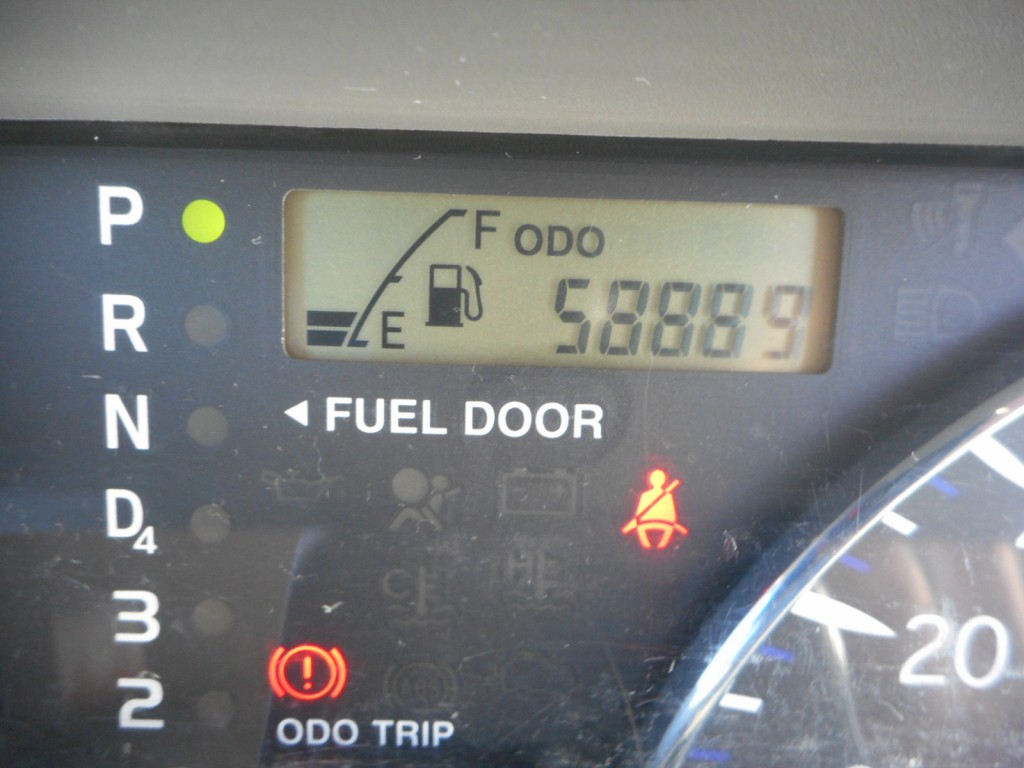 P
F ODO
58889
E
R
◄ FUEL DOOR
N
D4
3
2
20
ODO TRIP